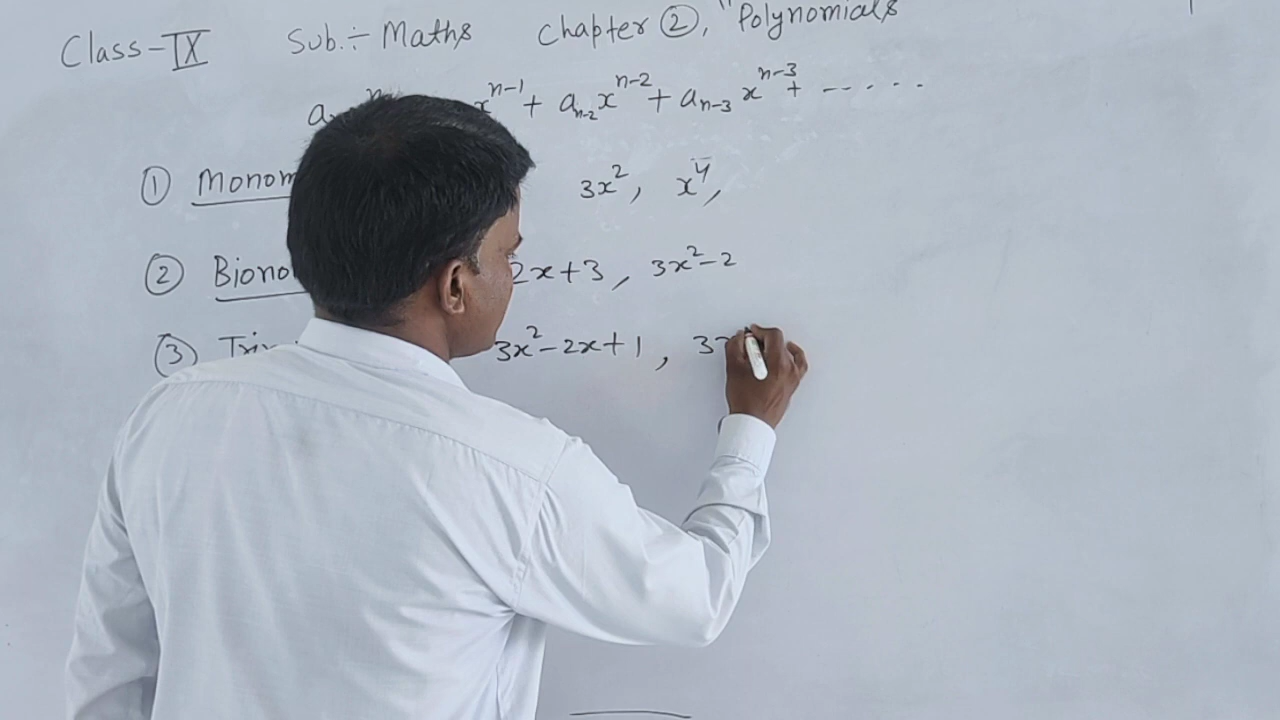 Class-IX Sub.:- Maths Chapter ②, "Polynomials
a x^{n-1} + a_{n-2} x^{n-2} + a_{n-3} x^{n-3} + -----
① Monom 3x², x⁴,
② Biono 2x+3, 3x²-2
③ Tri 3x²-2x+1, 3x